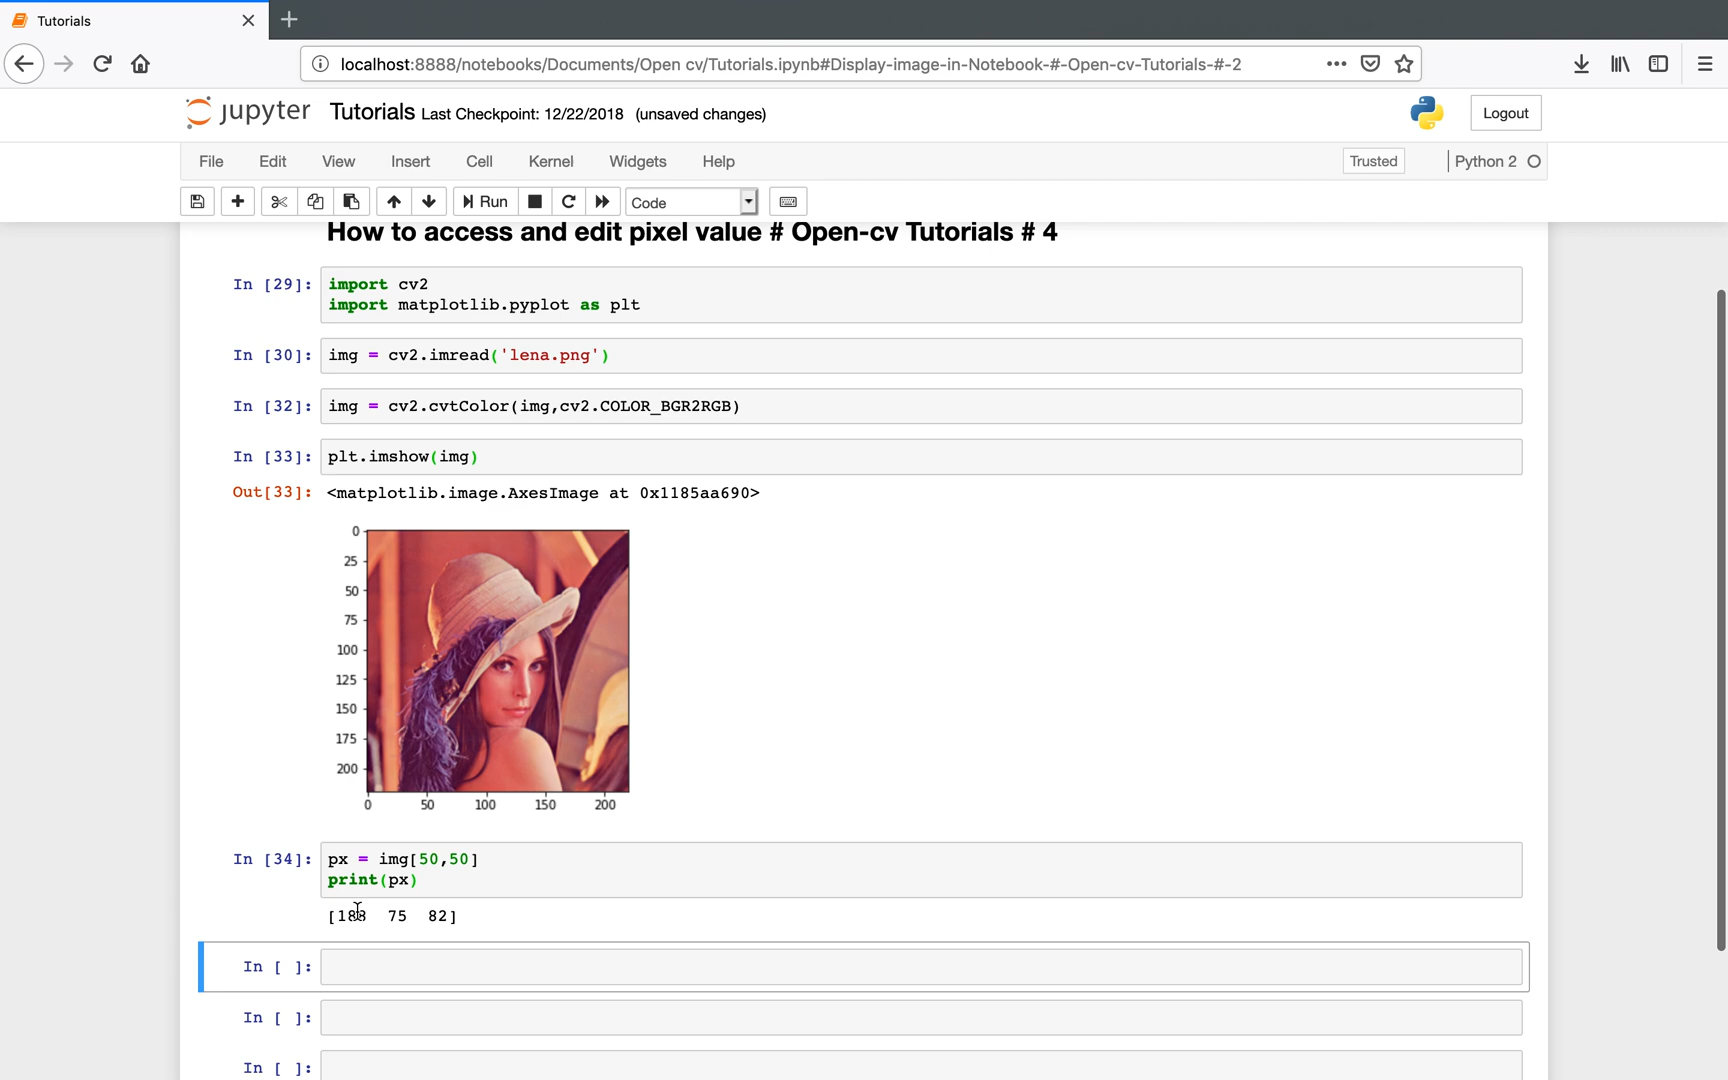 Tutorials
localhost:8888/notebooks/Documents/Open cv/Tutorials.ipynb#Display-image-in-Notebook-#-Open-cv-Tutorials-#-2
jupyter Tutorials Last Checkpoint: 12/22/2018 (unsaved changes) Logout
File Edit View Insert Cell Kernel Widgets Help Trusted Python 2
Run Code
How to access and edit pixel value # Open-cv Tutorials # 4
In [29]: import cv2
import matplotlib.pyplot as plt
In [30]: img = cv2.imread('lena.png')
In [32]: img = cv2.cvtColor(img,cv2.COLOR_BGR2RGB)
In [33]: plt.imshow(img)
Out[33]: <matplotlib.image.AxesImage at 0x1185aa690>
0
25
50
75
100
125
150
175
200
0 50 100 150 200
In [34]: px = img[50,50]
print(px)
75 82]
In [ ]:
In [ ]:
In [ ]: